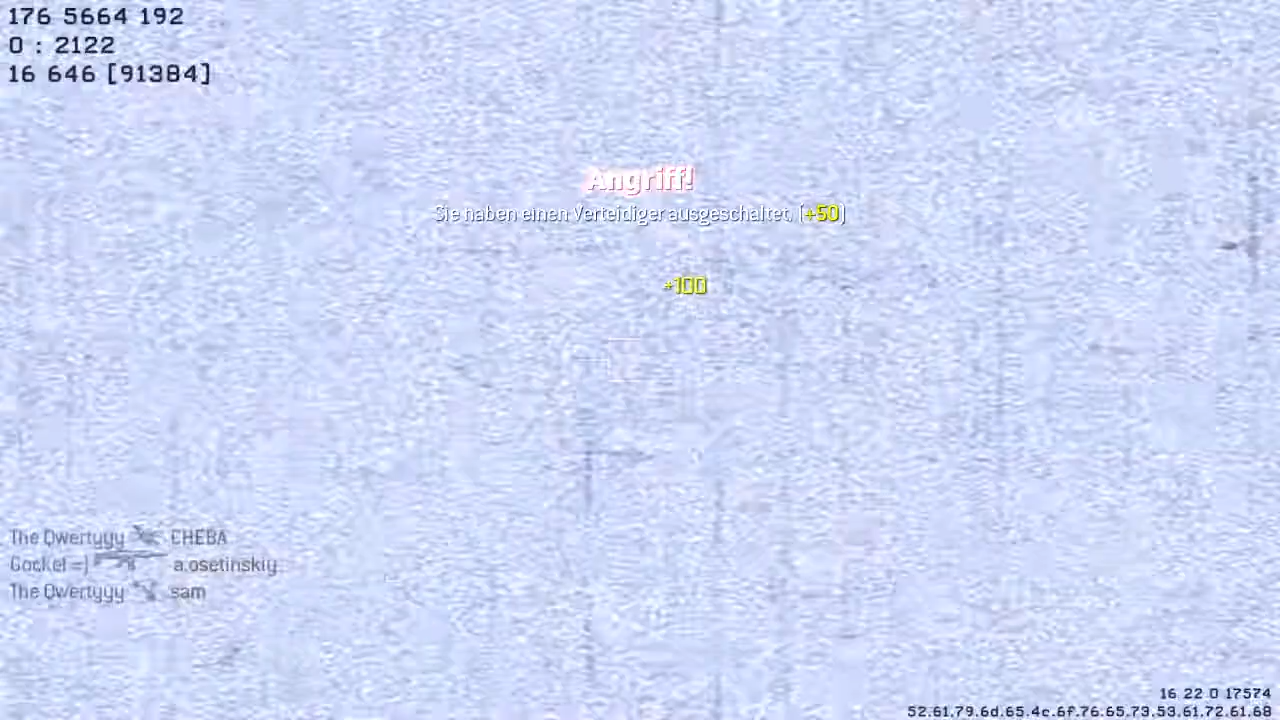 176 5664 192
0 : 2122
16 646 [91384]
Angriff!
Sie haben einen Verteidiger ausgeschaltet. (+50)
+100
The Qwertyyy CHEBA
Gockel =) a.osetinskiy
The Qwertyyy sam
16 22 0 17574
52.61.79.6d.65.4c.6f.76.65.73.53.61.72.61.68